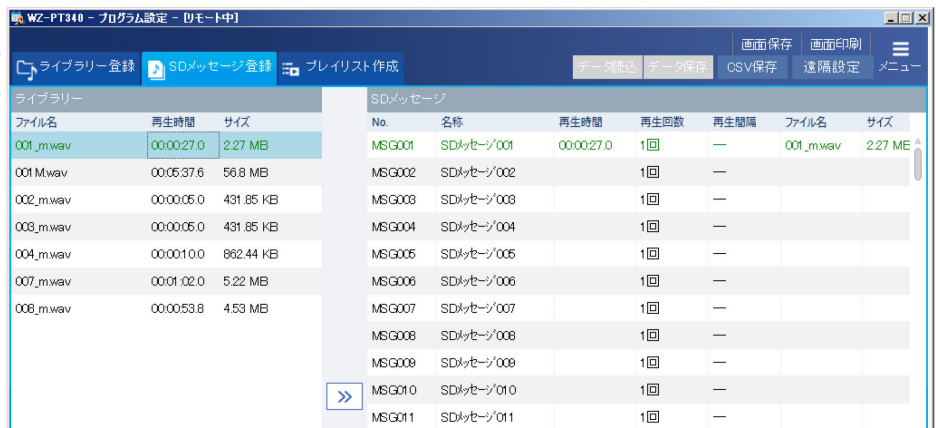 WZ-PT340 - プログラム設定 - [リモート中]
画面保存 画面印刷
ライブラリー登録 SDメッセージ登録 プレイリスト作成 データ読込 データ保存 CSV保存 遠隔設定 メニュー
ライブラリー SDメッセージ
ファイル名 再生時間 サイズ No. 名称 再生時間 再生回数 再生間隔 ファイル名 サイズ
001_m.wav 00:00:27.0 2.27 MB MSG001 SDメッセージ001 00:00:27.0 1回 — 001_m.wav 2.27 ME
001 M.wav 00:05:37.6 56.8 MB MSG002 SDメッセージ002 1回 —
002_m.wav 00:00:05.0 431.85 KB MSG003 SDメッセージ003 1回 —
003_m.wav 00:00:05.0 431.85 KB MSG004 SDメッセージ004 1回 —
004_m.wav 00:00:10.0 862.44 KB MSG005 SDメッセージ005 1回 —
007_m.wav 00:01:02.0 5.22 MB MSG006 SDメッセージ006 1回 —
008_m.wav 00:00:53.8 4.53 MB MSG007 SDメッセージ007 1回 —
MSG008 SDメッセージ008 1回 —
MSG009 SDメッセージ009 1回 —
MSG010 SDメッセージ010 1回 —
MSG011 SDメッセージ011 1回 —